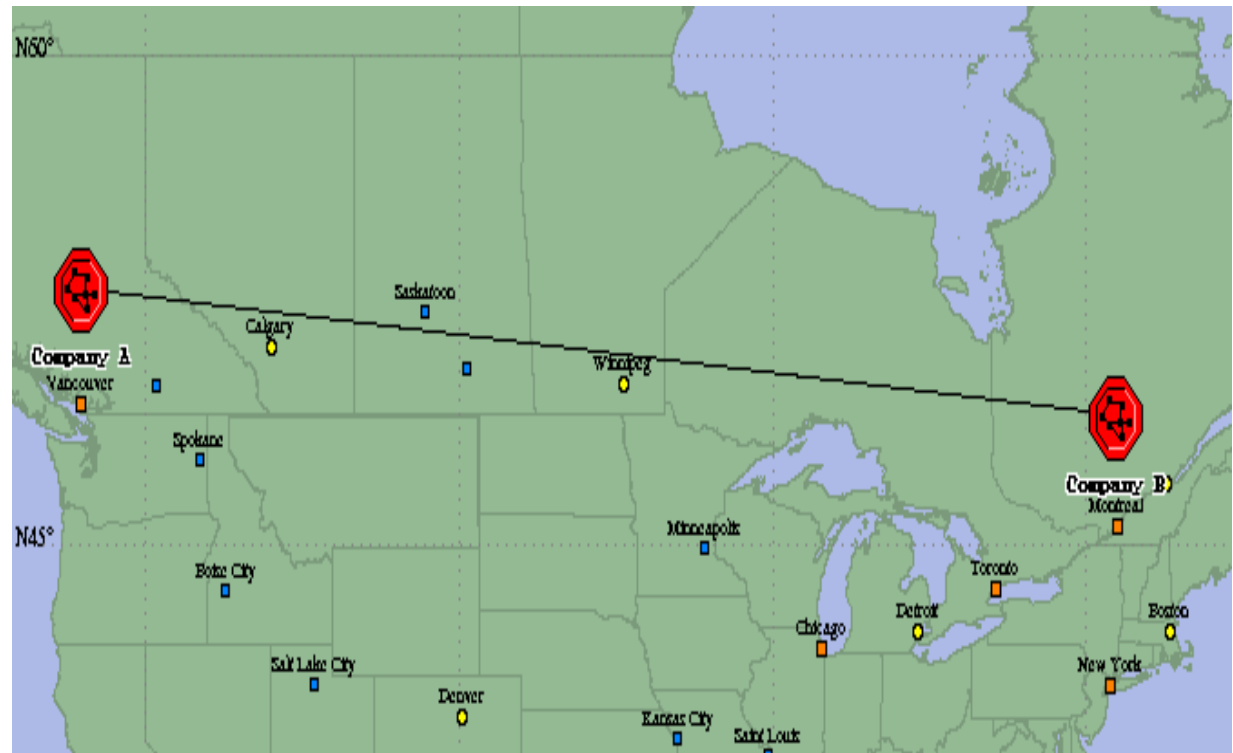 N60°
Saskatoon
Calgary
Company A
Winnipeg
Vancouver
Spokane
Company B
Montreal
N45°
Minneapolis
Boise City
Toronto
Detroit
Boston
Chicago
Salt Lake City
New York
Denver
Kansas City
Saint Louis